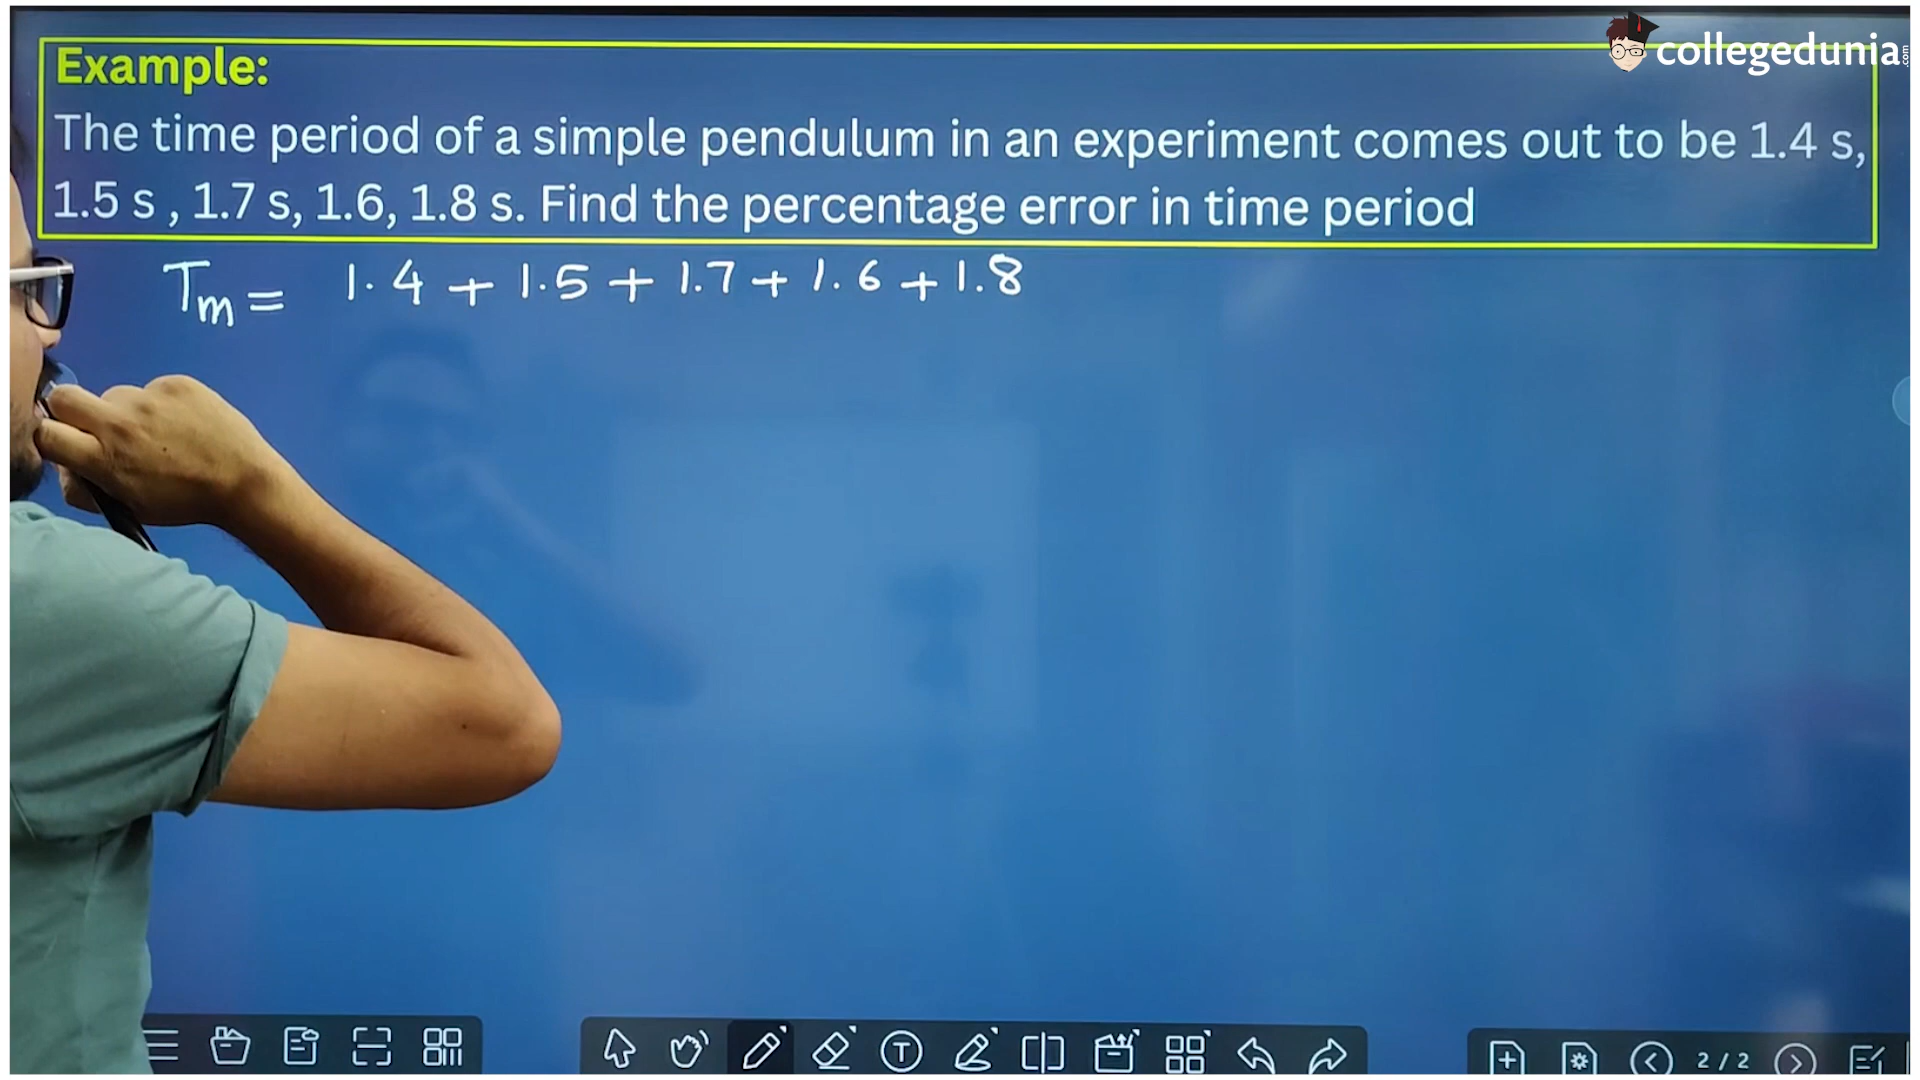 collegedunia.com
Example:
The time period of a simple pendulum in an experiment comes out to be 1.4 s,
1.5 s , 1.7 s, 1.6, 1.8 s. Find the percentage error in time period
Tm = 1.4 + 1.5 + 1.7 + 1.6 + 1.8
T
2 / 2